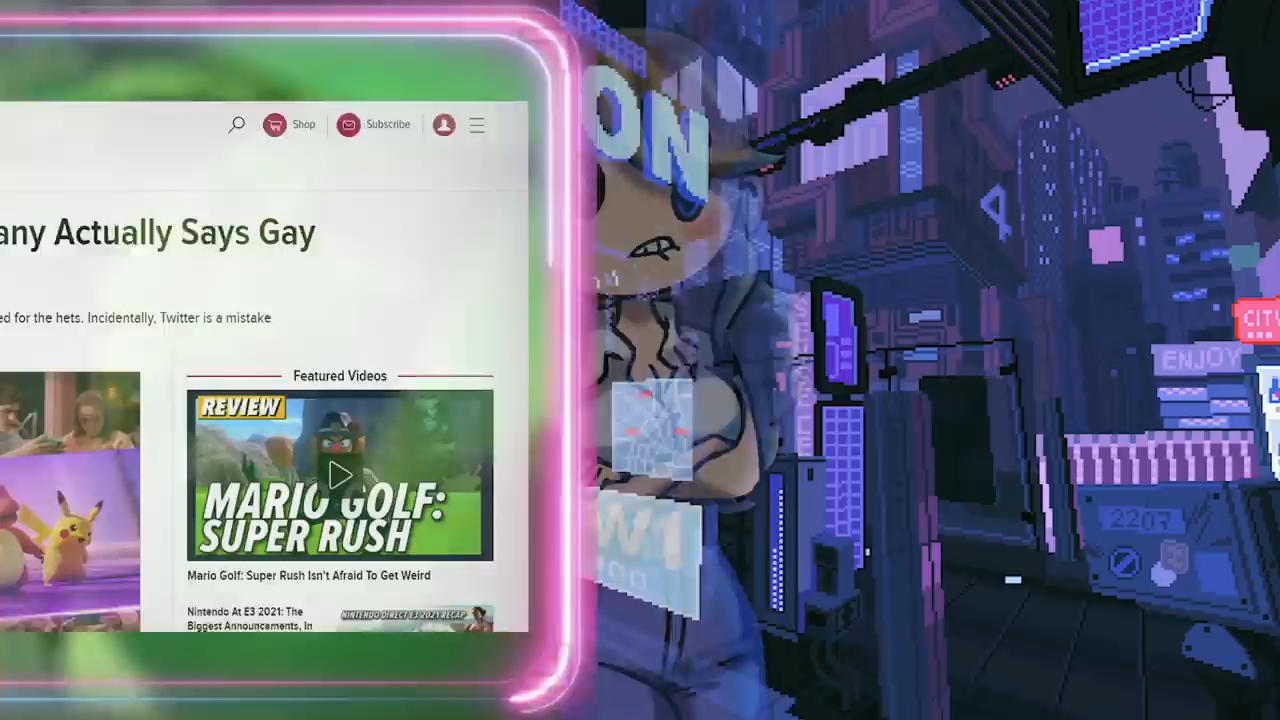 Shop
Subscribe
any Actually Says Gay
ed for the hets. Incidentally, Twitter is a mistake
Featured Videos
REVIEW
MARIO GOLF:
SUPER RUSH
Mario Golf: Super Rush Isn't Afraid To Get Weird
Nintendo At E3 2021: The
Biggest Announcements, In
NINTENDO DIRECT E3 2021 RECAP
ON
W1
CITY
ENJOY
2207